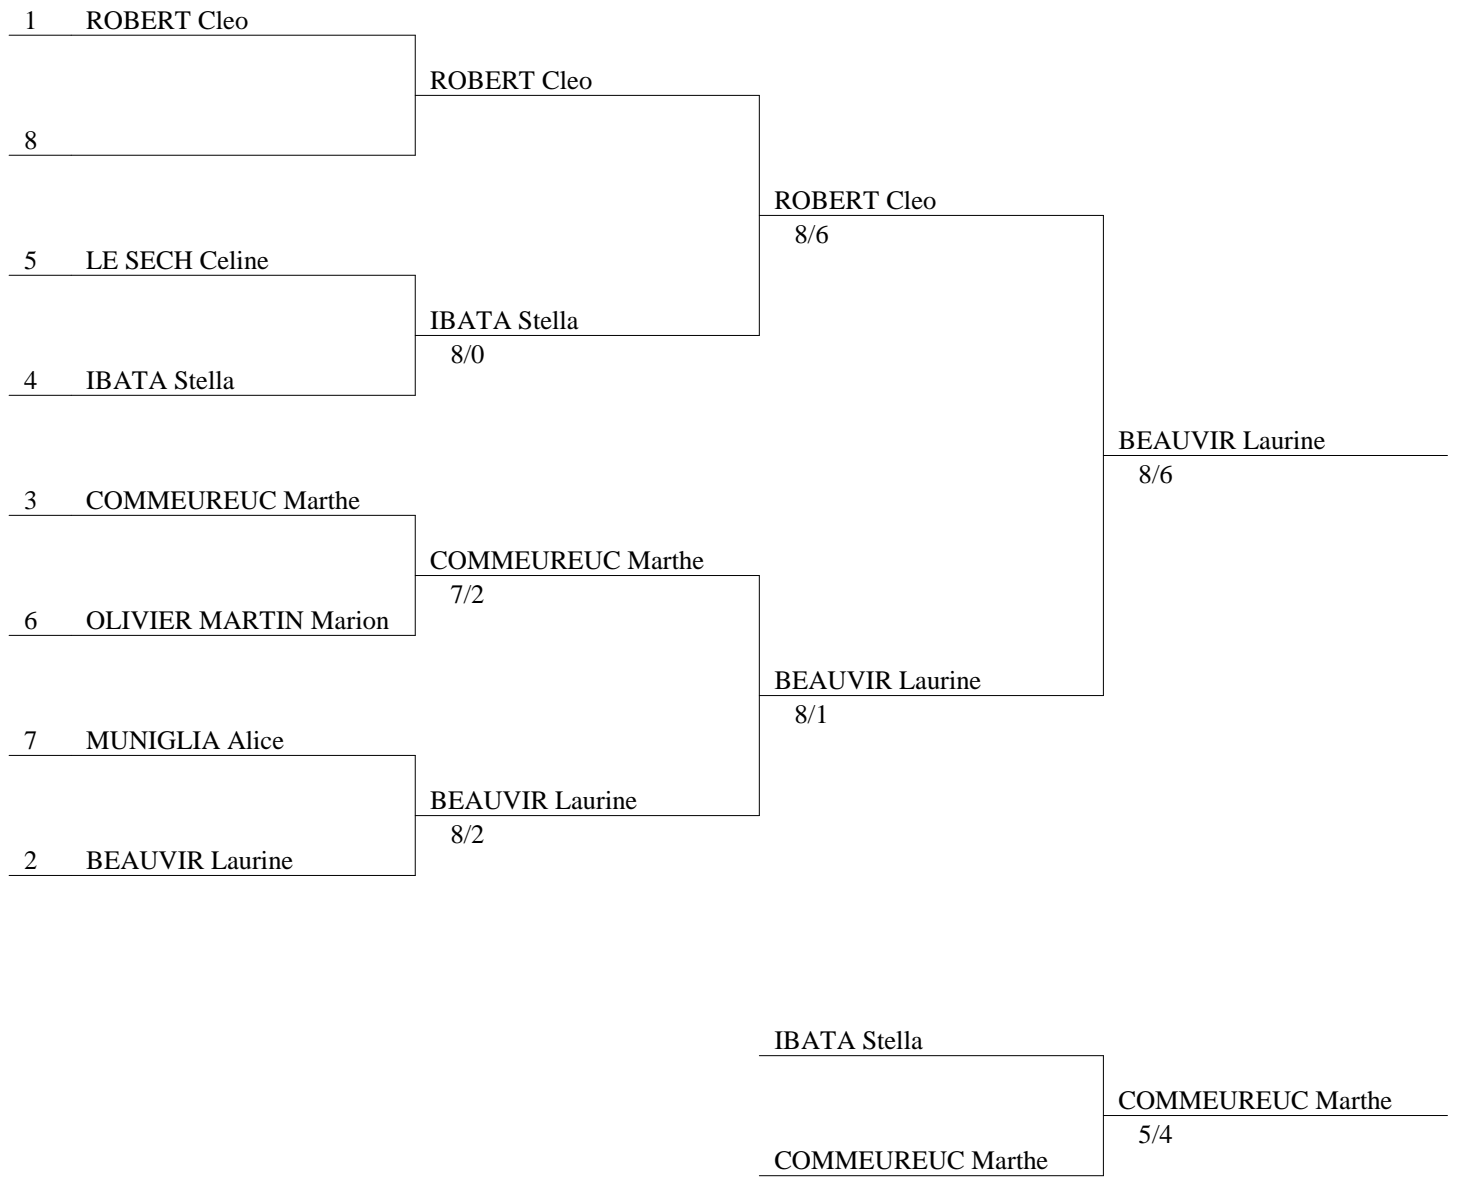 1 ROBERT Cleo
ROBERT Cleo
8
ROBERT Cleo
8/6
5 LE SECH Celine
IBATA Stella
8/0
4 IBATA Stella
BEAUVIR Laurine
8/6
3 COMMEUREUC Marthe
COMMEUREUC Marthe
7/2
6 OLIVIER MARTIN Marion
BEAUVIR Laurine
8/1
7 MUNIGLIA Alice
BEAUVIR Laurine
8/2
2 BEAUVIR Laurine
IBATA Stella
COMMEUREUC Marthe
5/4
COMMEUREUC Marthe